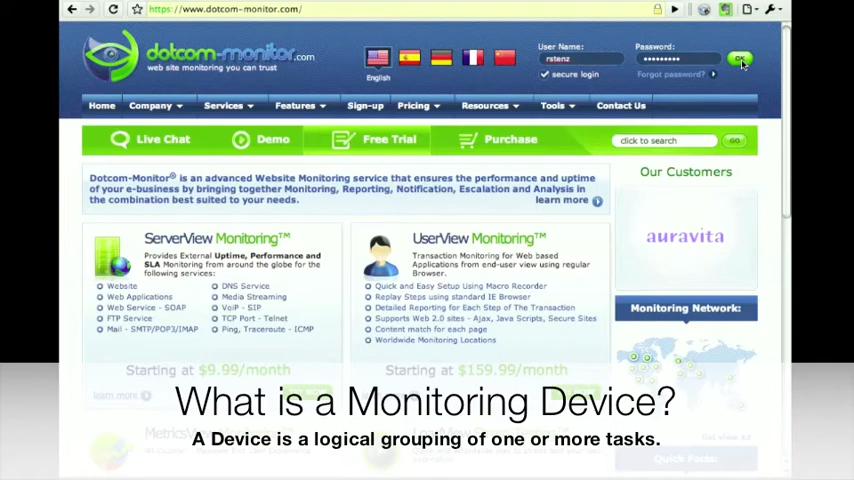 https://www.dotcom-monitor.com/
dotcom-monitor.com
web site monitoring you can trust
English
User Name:
Password:
rstenz
•••••••••
OK
secure login
Forgot password?
Home Company Services Features Sign-up Pricing Resources Tools Contact Us
Live Chat Demo Free Trial Purchase click to search GO
Dotcom-Monitor® is an advanced Website Monitoring service that ensures the performance and uptime
of your e-business by bringing together Monitoring, Reporting, Notification, Escalation and Analysis in
the combination best suited to your needs.
learn more
Our Customers
auravita
ServerView Monitoring™
Provides External Uptime, Performance and
SLA Monitoring from around the globe for the
following services:
Website
Web Applications
Web Service - SOAP
FTP Service
Mail - SMTP/POP3/IMAP
DNS Service
Media Streaming
VoiP - SIP
TCP Port - Telnet
Ping, Traceroute - ICMP
Starting at $9.99/month
learn more
UserView Monitoring™
Transaction Monitoring for Web based
Applications from end-user view using regular
Browser.
Quick and Easy Setup Using Macro Recorder
Replay Steps using standard IE Browser
Detailed Reporting for Each Step of The Transaction
Supports Web 2.0 sites - Ajax, Java Scripts, Secure Sites
Content match for each page
Worldwide Monitoring Locations
Starting at $159.99/month
Monitoring Network:
What is a Monitoring Device?
A Device is a logical grouping of one or more tasks.
Quick Facts: